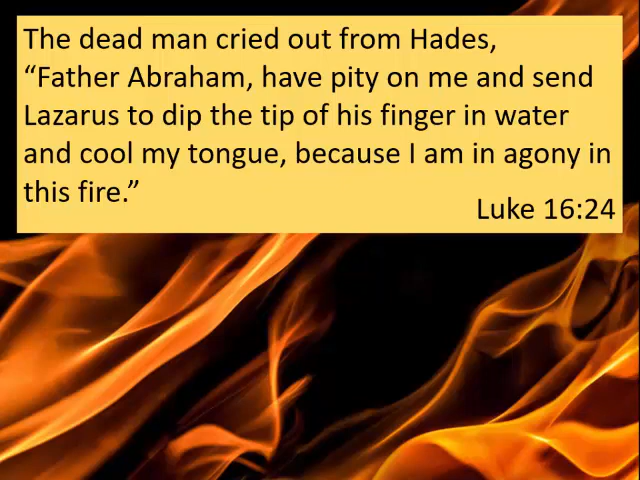 The dead man cried out from Hades,
“Father Abraham, have pity on me and send
Lazarus to dip the tip of his finger in water
and cool my tongue, because I am in agony in
this fire.”
Luke 16:24